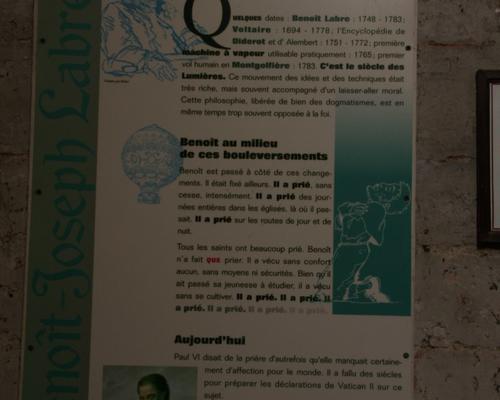 Benoît-Joseph Labre
QUELQUES dates : Benoît Labre : 1748 - 1783 ;
Voltaire : 1694 - 1778 ; l'Encyclopédie de
Diderot et d' Alembert : 1751 - 1772 ; première
machine à vapeur utilisable pratiquement : 1765 ; premier
vol humain en Montgolfière : 1783. C'est le siècle des
Lumières. Ce mouvement des idées et des techniques était
très riche, mais souvent accompagné d'un laisser-aller moral.
Cette philosophie, libérée de bien des dogmatismes, est en
même temps trop souvent opposée à la foi.
Benoît au milieu
de ces bouleversements
Benoît est passé à côté de ces change-
ments. Il était fixé ailleurs. Il a prié, sans
cesse, intensément. Il a prié des jour-
nées entières dans les églises, là où il pas-
sait. Il a prié sur les routes de jour et de
nuit.
Tous les saints ont beaucoup prié. Benoît
n'a fait que prier. Il a vécu sans confort
aucun, sans moyens ni sécurités. Bien qu'il
ait passé sa jeunesse à étudier, il a vécu
sans se cultiver. Il a prié. Il a prié. Il
a prié. Il a prié. Il a prié. Il a prié.
Aujourd'hui
Paul VI disait de la prière d'autrefois qu'elle manquait certaine-
ment d'affection pour le monde. Il a fallu des siècles
pour préparer les déclarations de Vatican II sur ce
sujet.